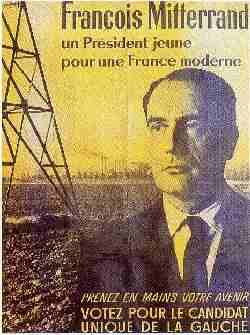 François Mitterrand
un Président jeune
pour une France moderne
PRENEZ EN MAINS VOTRE AVENIR
VOTEZ POUR LE CANDIDAT
UNIQUE DE LA GAUCHE